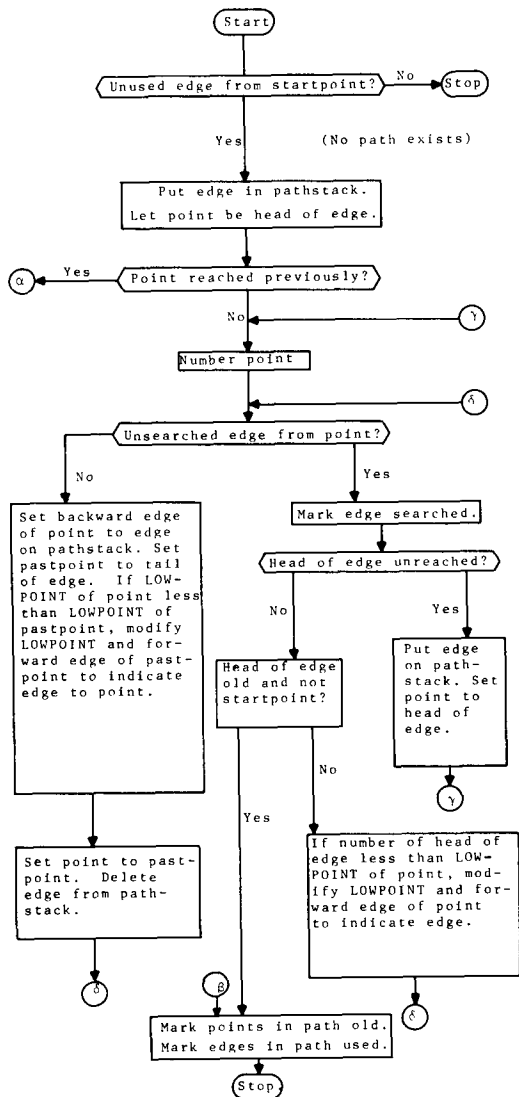 Start
Unused edge from startpoint?
No
Stop
Yes
(No path exists)
Put edge in pathstack.
Let point be head of edge.
Yes
α
Point reached previously?
No
γ
Number point
δ
Unsearched edge from point?
No
Yes
Set backward edge
of point to edge
on pathstack. Set
pastpoint to tail
of edge. If LOW-
POINT of point less
than LOWPOINT of
pastpoint, modify
LOWPOINT and for-
ward edge of past-
point to indicate
edge to point.
Mark edge searched.
Head of edge unreached?
No
Yes
Head of edge
old and not
startpoint?
Put edge
on path-
stack. Set
point to
head of
edge.
γ
No
Yes
If number of head of
edge less than LOW-
POINT of point, mod-
ify LOWPOINT and for-
ward edge of point
to indicate edge.
δ
Set point to past-
point. Delete
edge from path-
stack.
δ
β
Mark points in path old.
Mark edges in path used.
Stop